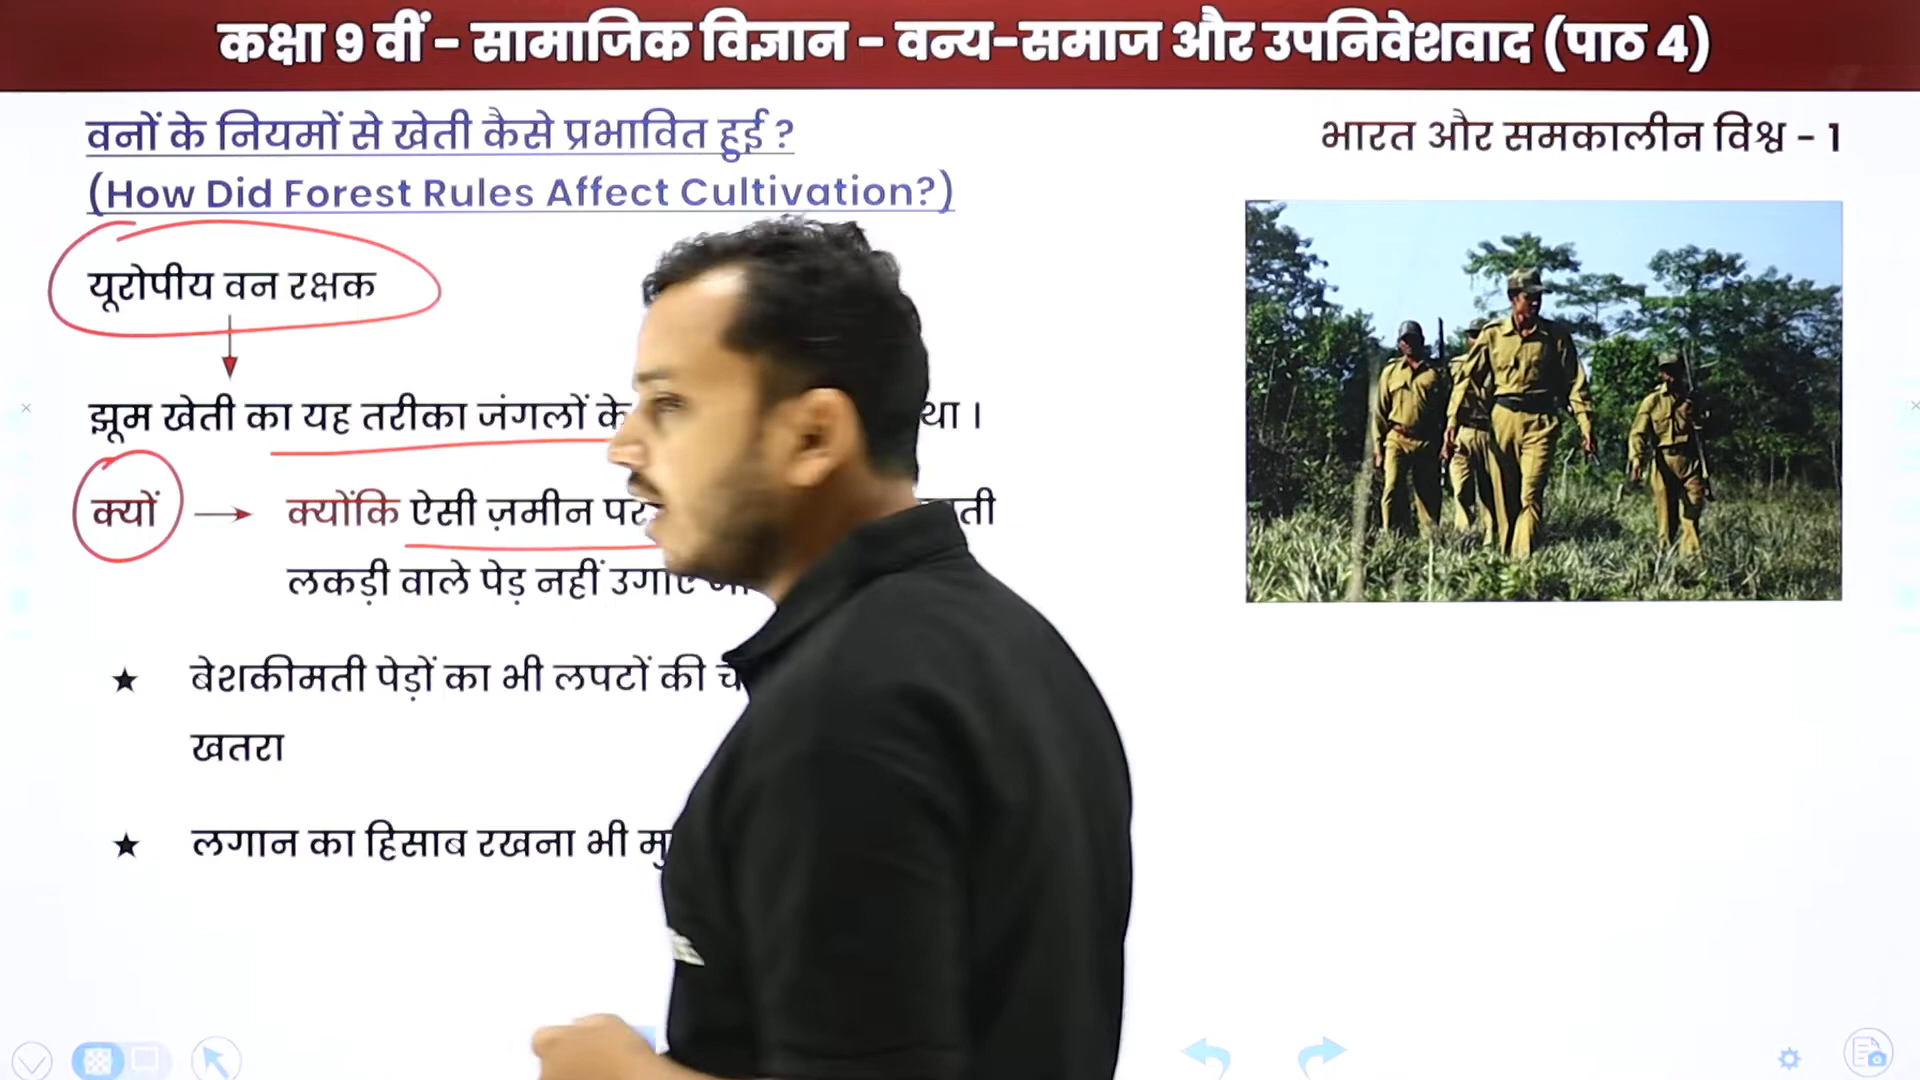 कक्षा 9 वीं - सामाजिक विज्ञान - वन्य-समाज और उपनिवेशवाद (पाठ 4)
वनों के नियमों से खेती कैसे प्रभावित हुई ?
(How Did Forest Rules Affect Cultivation?)
भारत और समकालीन विश्व - 1
यूरोपीय वन रक्षक
झूम खेती का यह तरीका जंगलों के था ।
क्यों क्योंकि ऐसी ज़मीन पर
लकड़ी वाले पेड़ नहीं उगाए
★ बेशकीमती पेड़ों का भी लपटों की
खतरा
★ लगान का हिसाब रखना भी